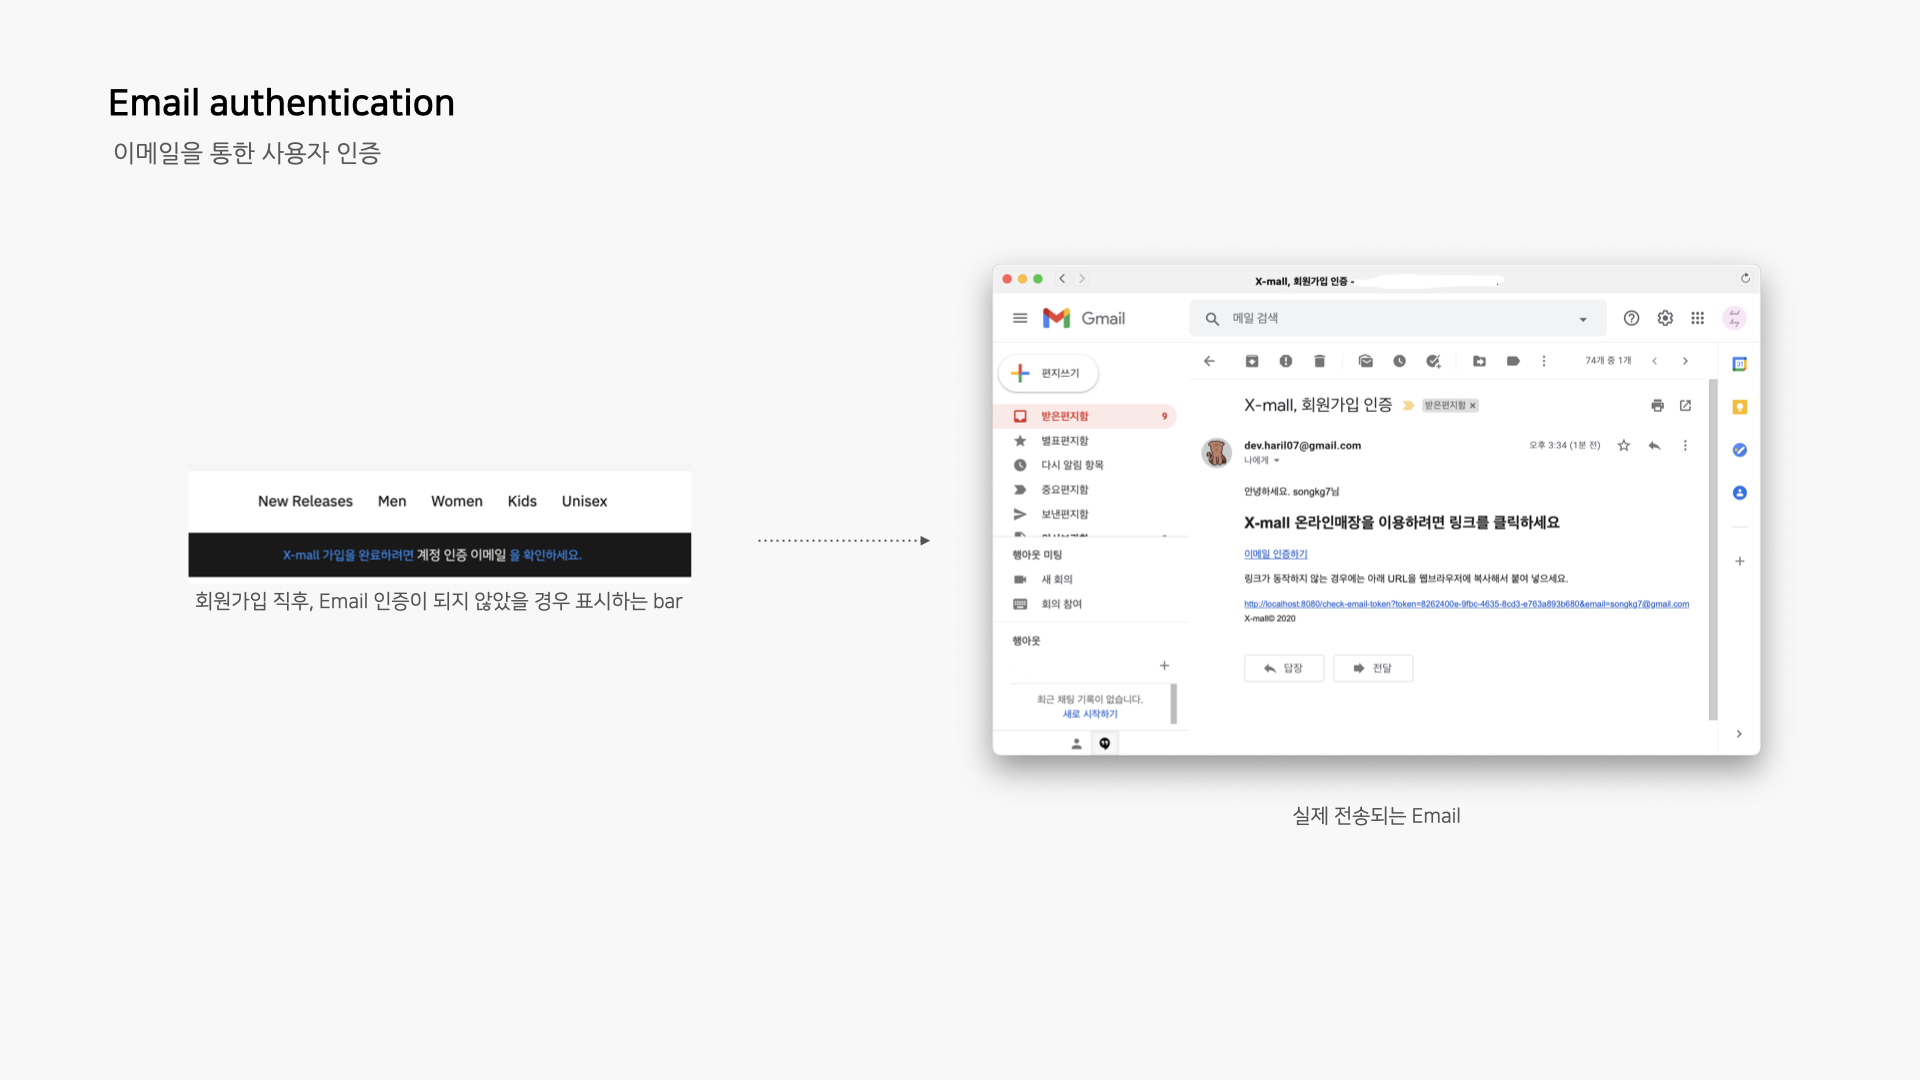 Email authentication
이메일을 통한 사용자 인증
New Releases Men Women Kids Unisex
X-mall 가입을 완료하려면 계정 인증 이메일 을 확인하세요.
회원가입 직후, Email 인증이 되지 않았을 경우 표시하는 bar
X-mall, 회원가입 인증 -
Gmail
메일 검색
편지쓰기
받은편지함 9
별표편지함
다시 알림 항목
중요편지함
보낸편지함
행아웃 미팅
새 회의
회의 참여
행아웃
최근 채팅 기록이 없습니다.
새로 시작하기
74개 중 1개
31
X-mall, 회원가입 인증 받은편지함 x
dev.haril07@gmail.com
오후 3:34 (1분 전)
나에게
안녕하세요. songkg7님
X-mall 온라인매장을 이용하려면 링크를 클릭하세요
이메일 인증하기
링크가 동작하지 않는 경우에는 아래 URL을 웹브라우저에 복사해서 붙여 넣으세요.
http://localhost:8080/check-email-token?token=8262400e-9fbc-4635-8cd3-e763a893b680&email=songkg7@gmail.com
X-mall© 2020
답장
전달
실제 전송되는 Email